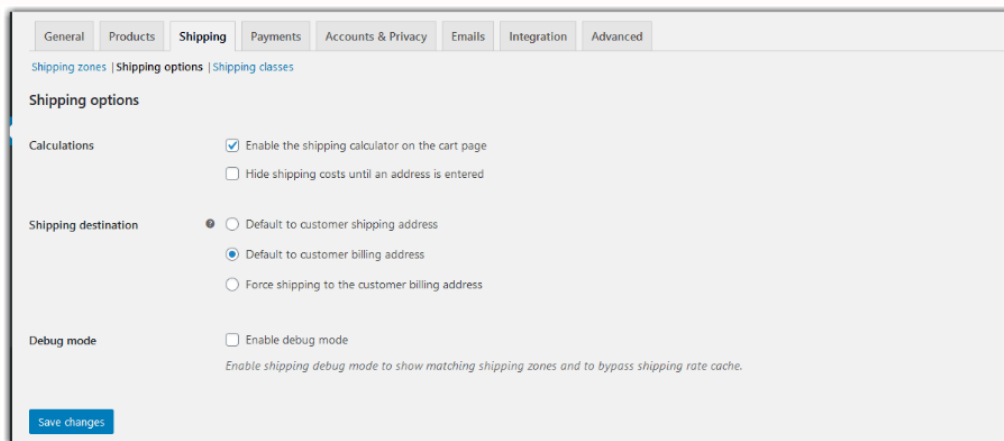 General Products Shipping Payments Accounts & Privacy Emails Integration Advanced
Shipping zones | Shipping options | Shipping classes
Shipping options
Calculations Enable the shipping calculator on the cart page
Hide shipping costs until an address is entered
Shipping destination Default to customer shipping address
Default to customer billing address
Force shipping to the customer billing address
Debug mode Enable debug mode
Enable shipping debug mode to show matching shipping zones and to bypass shipping rate cache.
Save changes